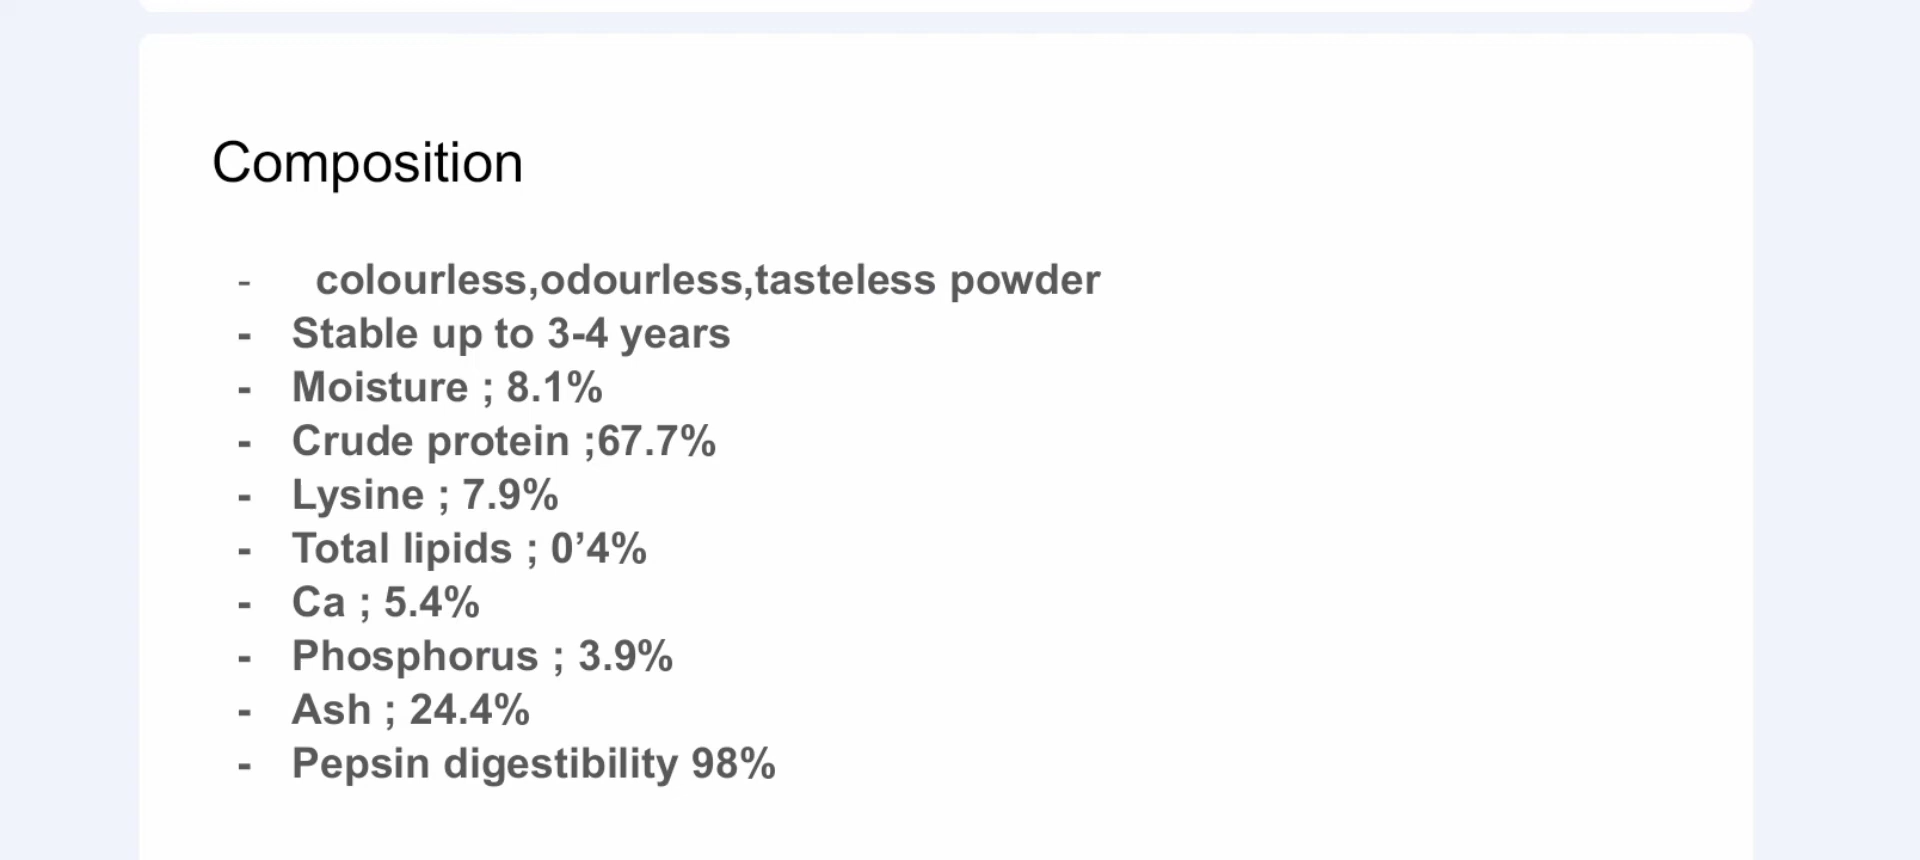 Composition
- colourless,odourless,tasteless powder
- Stable up to 3-4 years
- Moisture ; 8.1%
- Crude protein ;67.7%
- Lysine ; 7.9%
- Total lipids ; 0’4%
- Ca ; 5.4%
- Phosphorus ; 3.9%
- Ash ; 24.4%
- Pepsin digestibility 98%